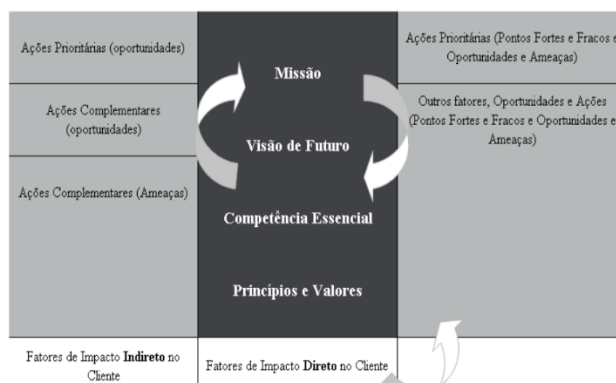 Ações Prioritárias (oportunidades)
Ações Complementares
(oportunidades)
Ações Complementares (Ameaças)
Missão
Visão de Futuro
Competência Essencial
Princípios e Valores
Ações Prioritárias (Pontos Fortes e Fracos e
Oportunidades e Ameaças)
Outros fatores, Oportunidades e Ações
(Pontos Fortes e Fracos e Oportunidades e
Ameaças)
Fatores de Impacto Indireto no
Cliente
Fatores de Impacto Direto no Cliente